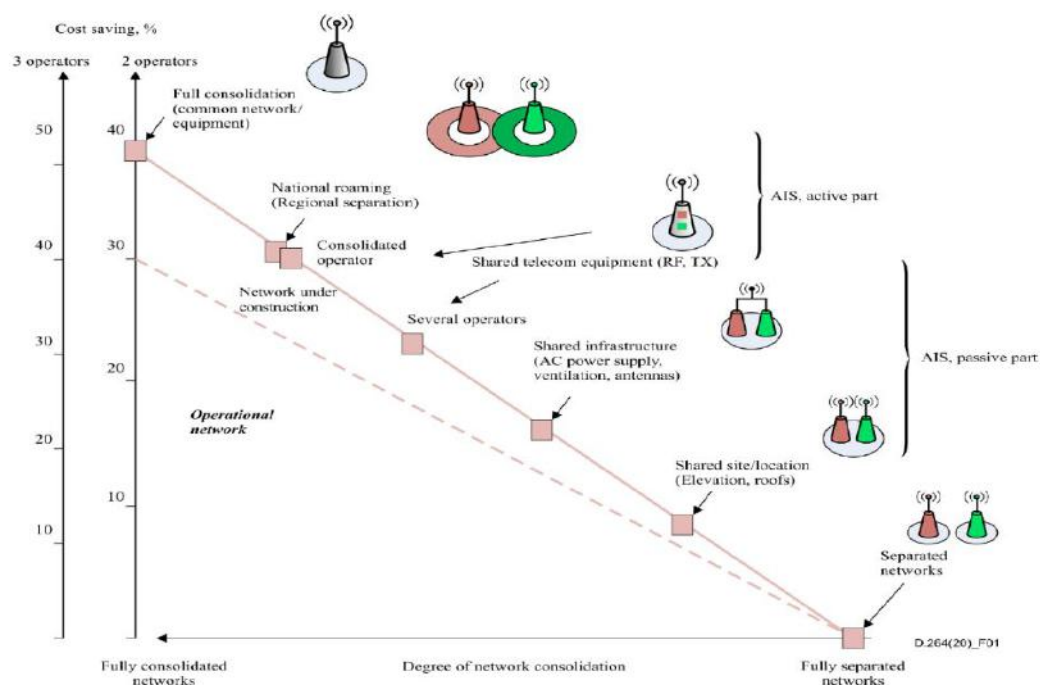 Cost saving, %
3 operators
2 operators
Full consolidation
(common network/
equipment)
50
40
AIS, active part
National roaming
(Regional separation)
Consolidated
operator
Shared telecom equipment (RF, TX)
40
30
Network under
construction
Several operators
30
Shared infrastructure
(AC power supply,
ventilation, antennas)
AIS, passive part
20
Operational
network
20
Shared site/location
(Elevation, roofs)
10
10
Separated
networks
D.264(20)_F01
Fully consolidated
networks
Degree of network consolidation
Fully separated
networks